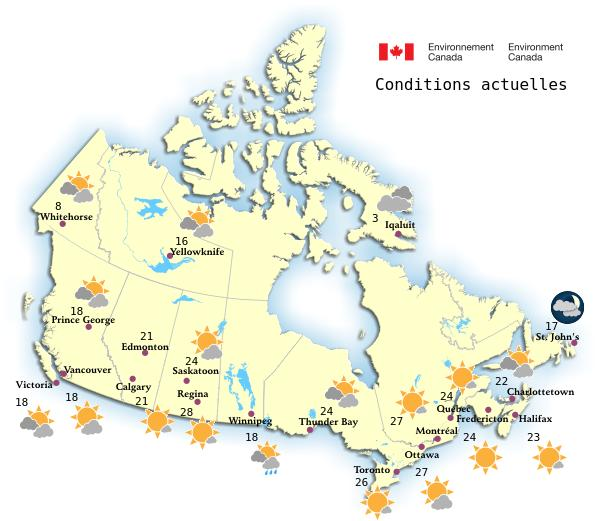 Environnement Canada
Environment Canada
Conditions actuelles
8
Whitehorse
3
Iqaluit
16
Yellowknife
18
Prince George
17
St. John's
21
Edmonton
24
Saskatoon
Vancouver
Victoria
Calgary
Regina
18
18
21
28
Winnipeg
18
24
Thunder Bay
22
Charlottetown
24
Québec
Fredericton
Halifax
27
Montréal
24
23
Ottawa
27
Toronto
26